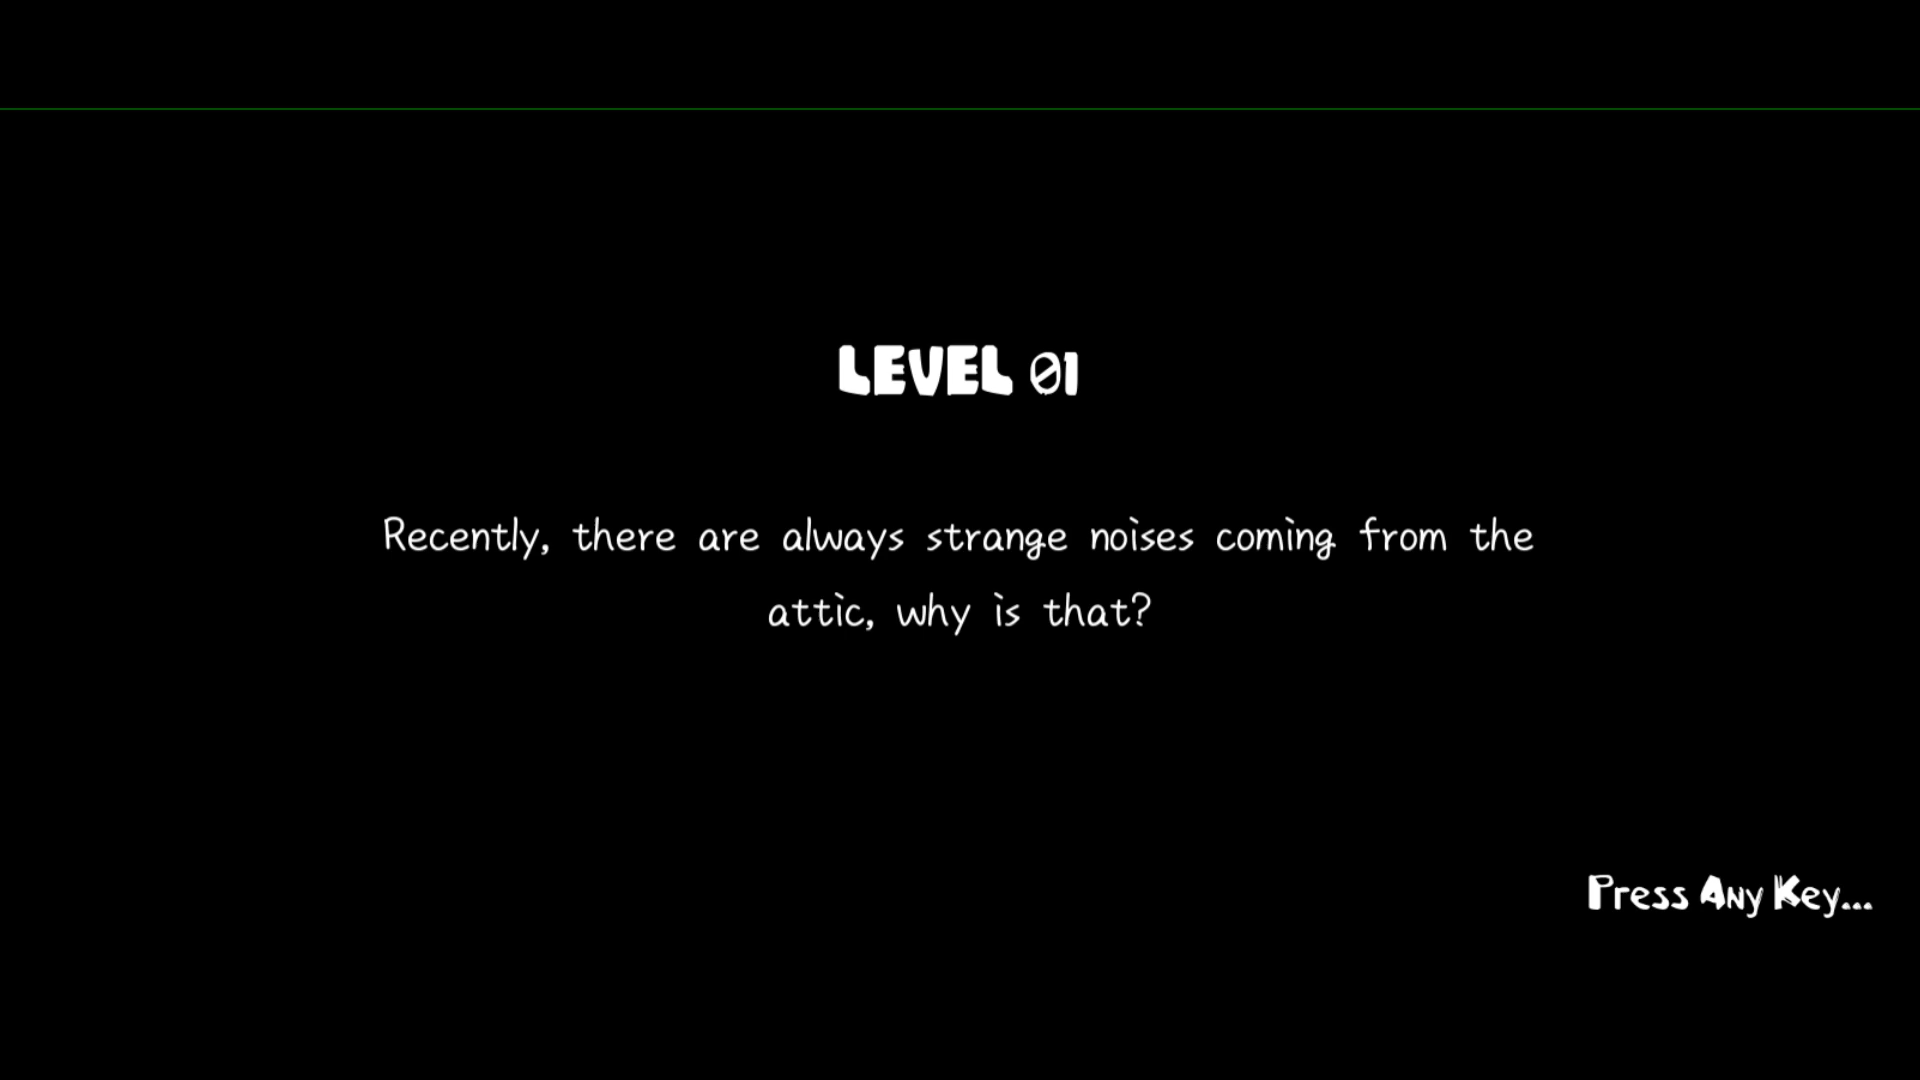 LEVEL 01
Recently, there are always strange noises coming from the
attic, why is that?
Press Any Key...